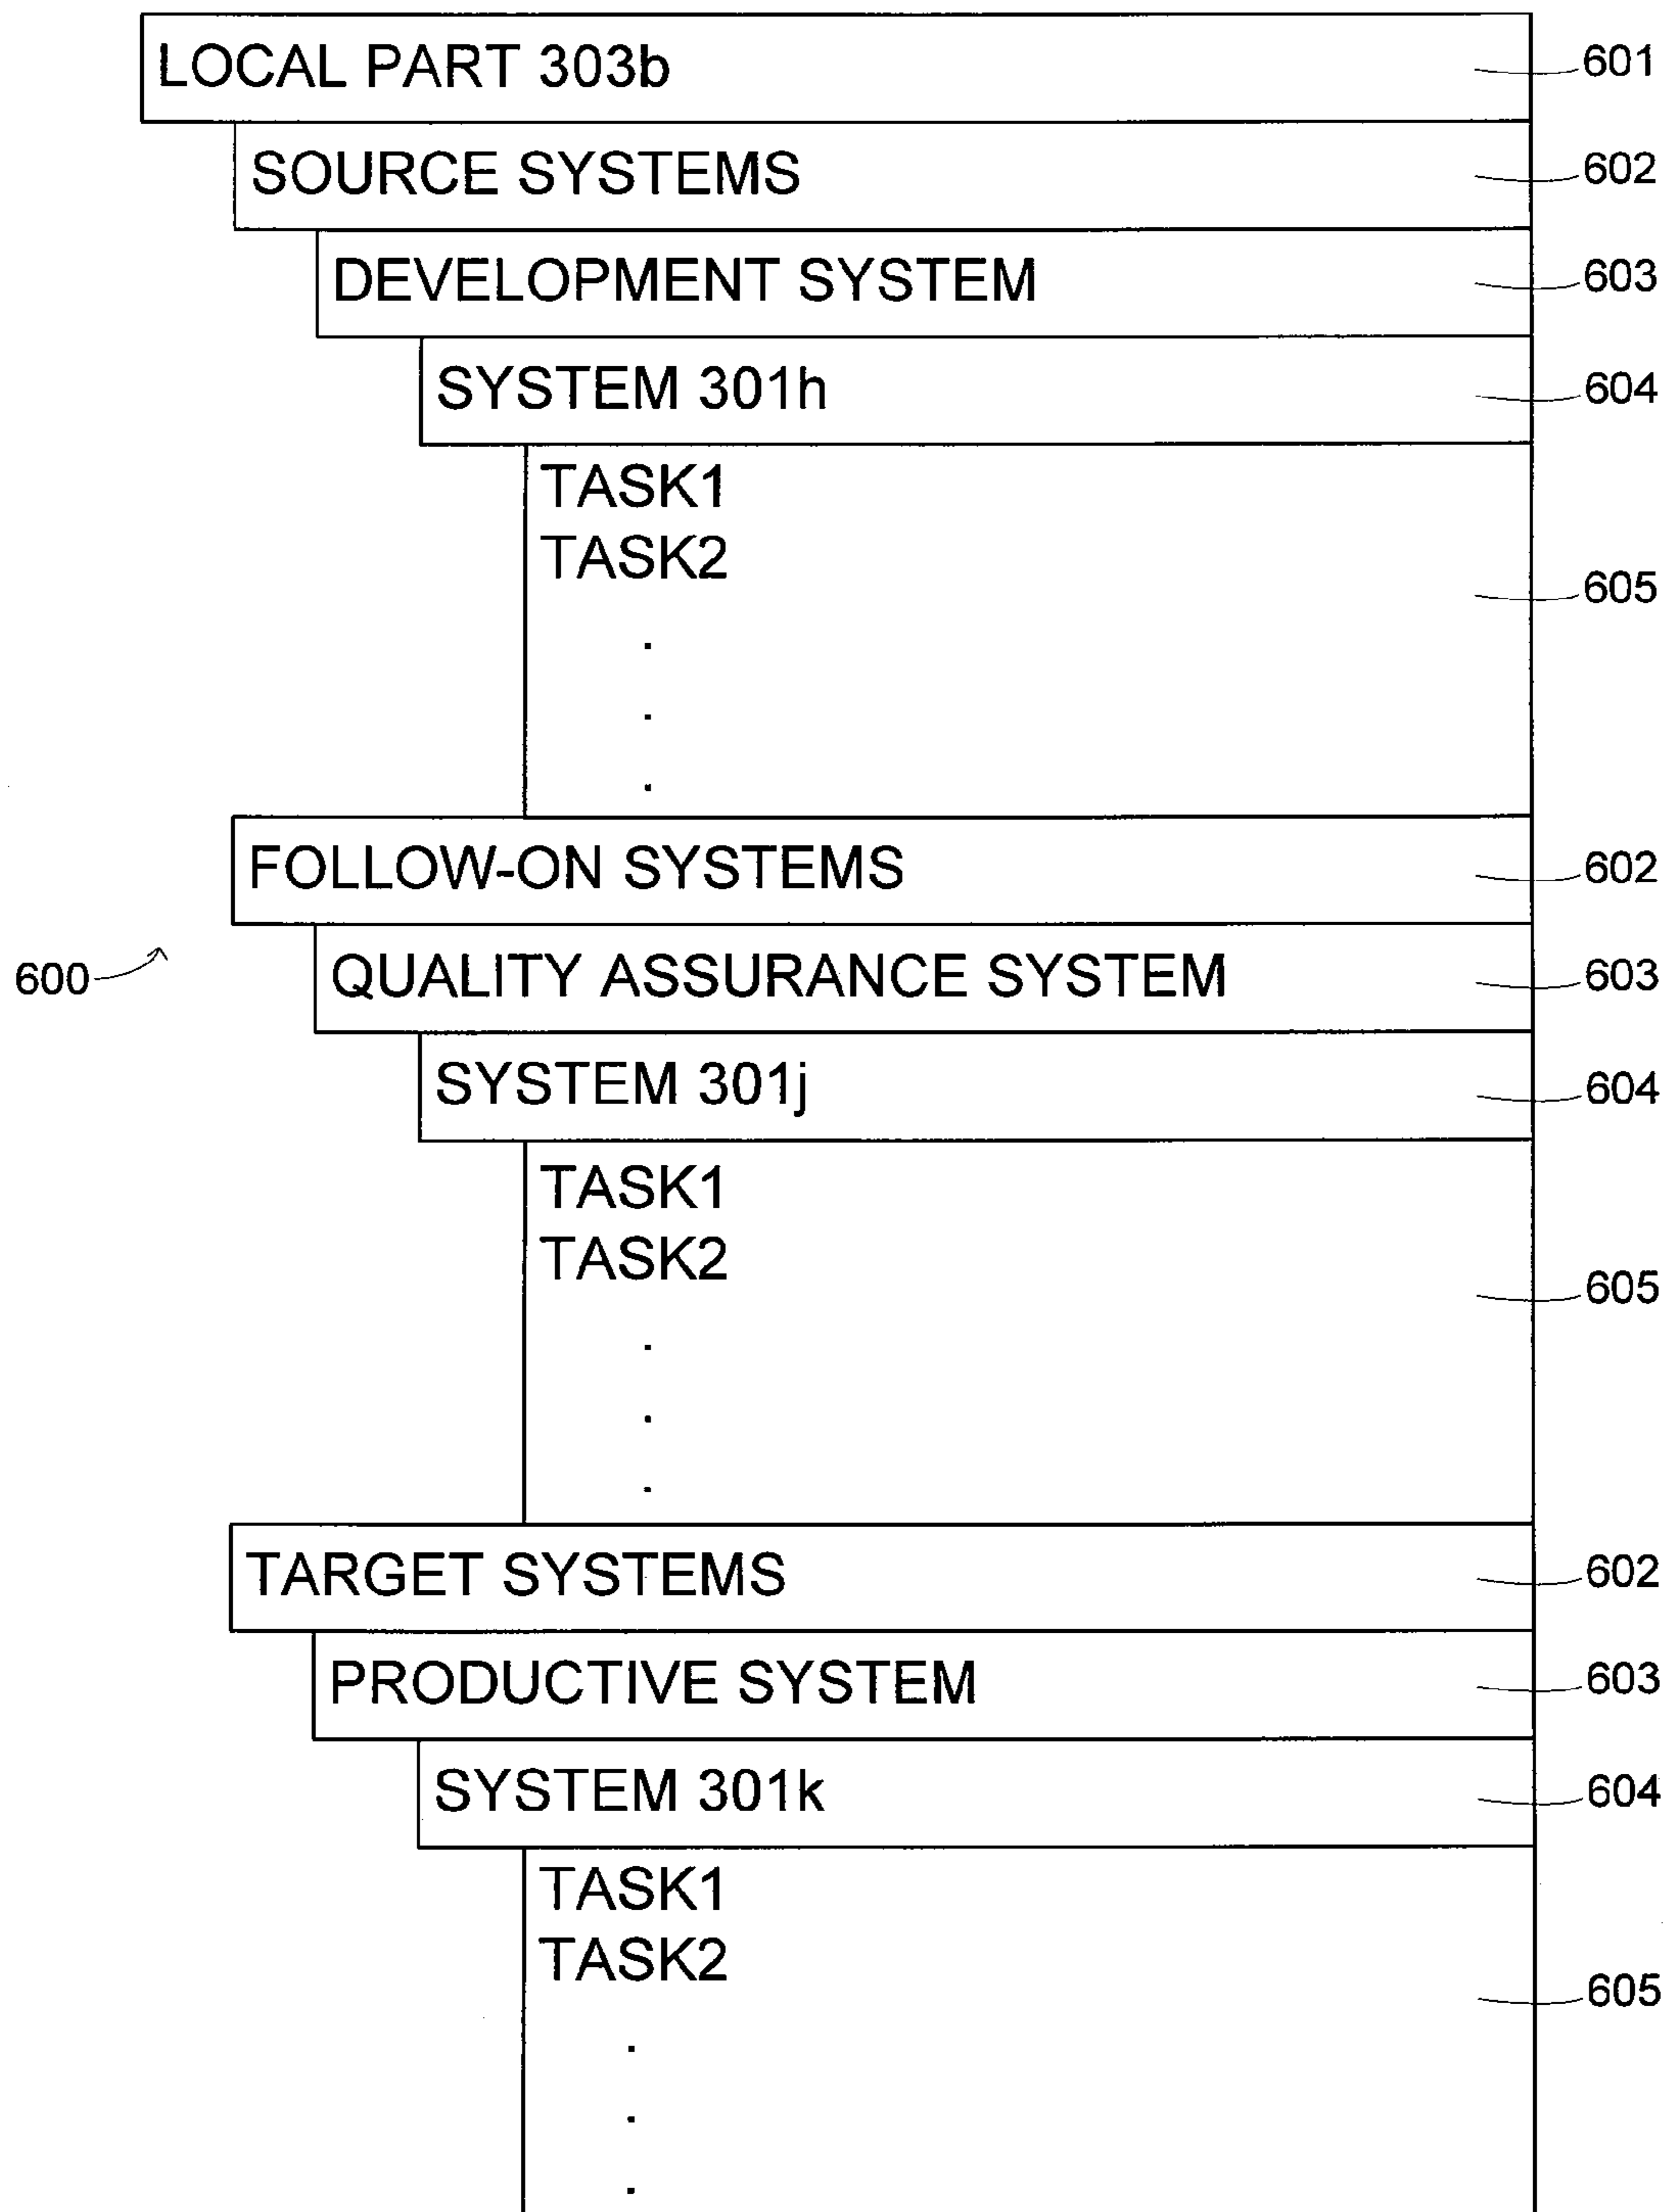 LOCAL PART 303b 601
SOURCE SYSTEMS 602
DEVELOPMENT SYSTEM 603
SYSTEM 301h 604
TASK1
TASK2
605
.
.
.
FOLLOW-ON SYSTEMS 602
600
QUALITY ASSURANCE SYSTEM 603
SYSTEM 301j 604
TASK1
TASK2
605
.
.
.
TARGET SYSTEMS 602
PRODUCTIVE SYSTEM 603
SYSTEM 301k 604
TASK1
TASK2
605
.
.
.